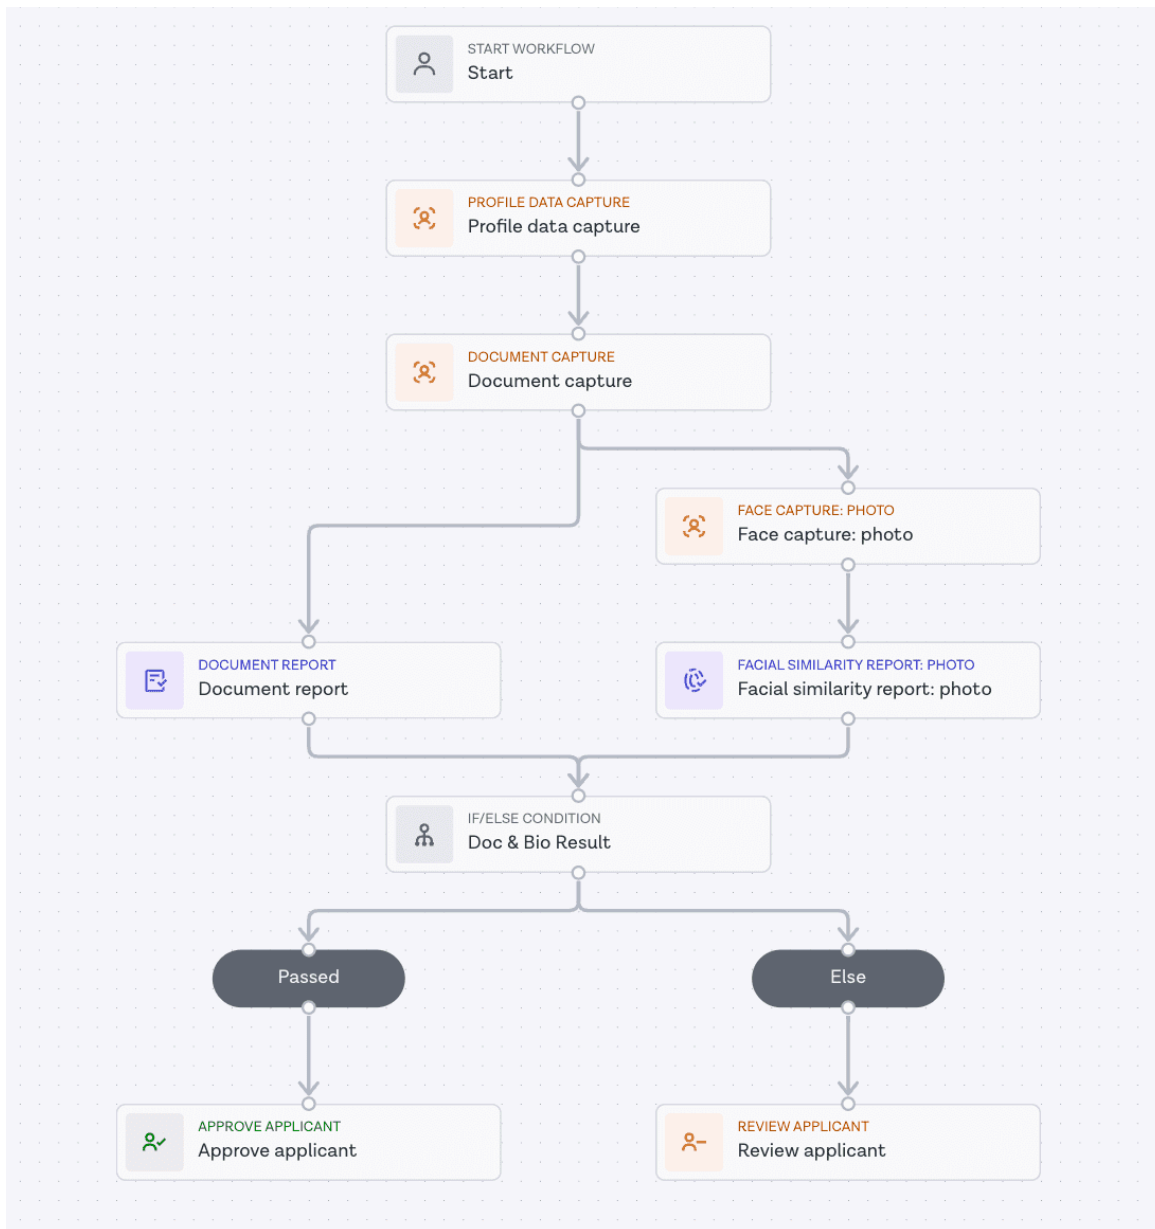 START WORKFLOW
Start
PROFILE DATA CAPTURE
Profile data capture
DOCUMENT CAPTURE
Document capture
FACE CAPTURE: PHOTO
Face capture: photo
DOCUMENT REPORT
Document report
FACIAL SIMILARITY REPORT: PHOTO
Facial similarity report: photo
IF/ELSE CONDITION
Doc & Bio Result
Passed
Else
APPROVE APPLICANT
Approve applicant
REVIEW APPLICANT
Review applicant